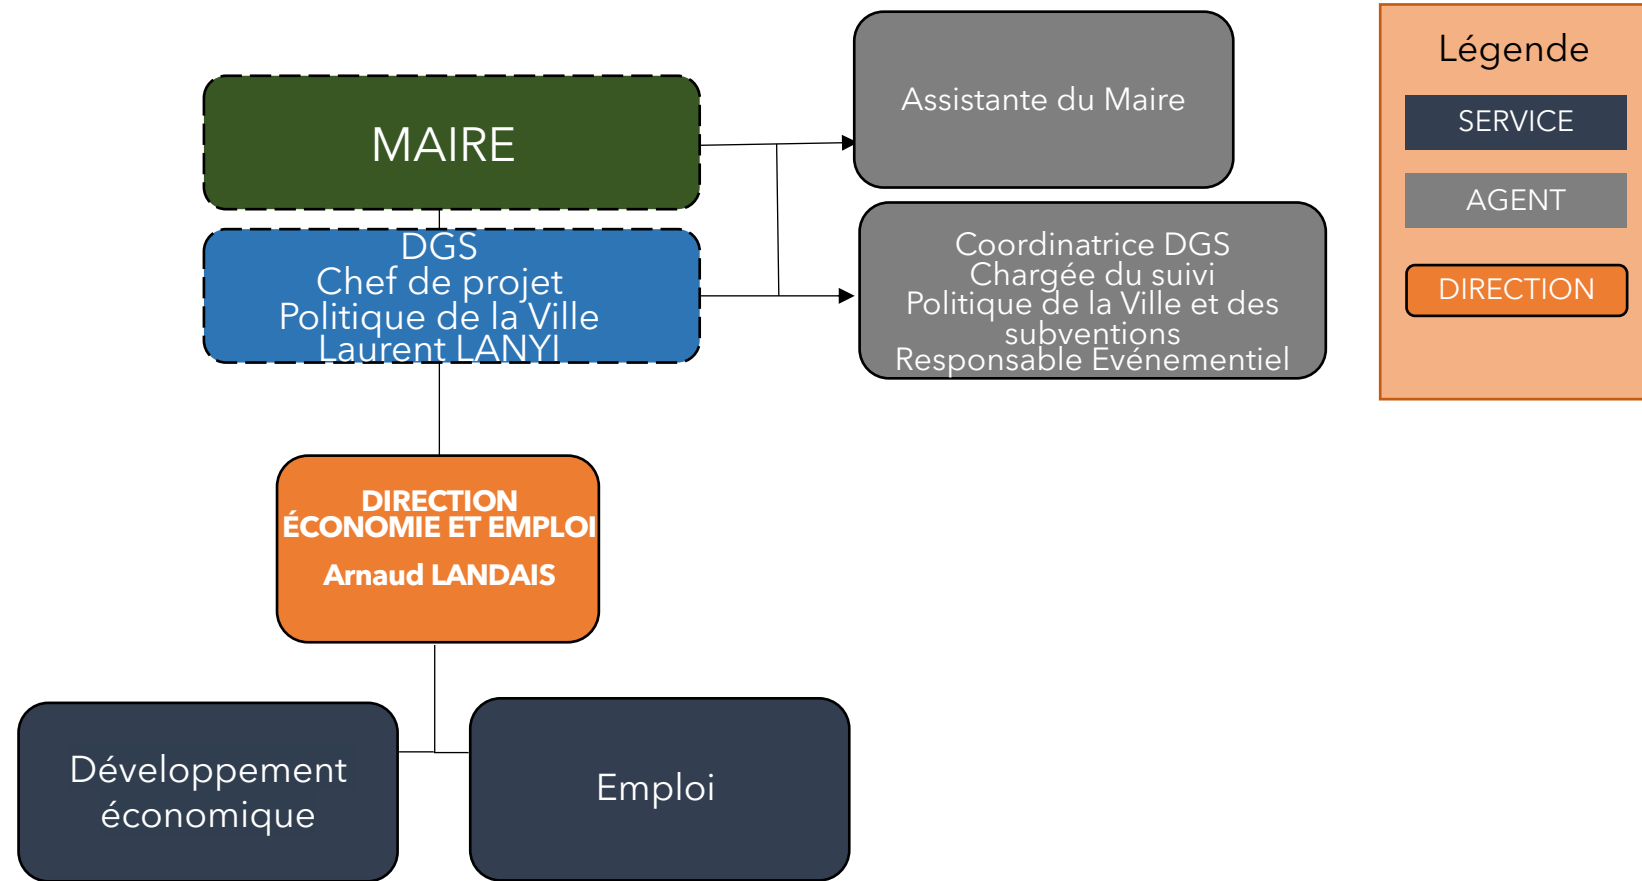 MAIRE
DGS
Chef de projet
Politique de la Ville
Laurent LANYI
Assistante du Maire
Coordinatrice DGS
Chargée du suivi
Politique de la Ville et des
subventions
Responsable Evénementiel
Légende
SERVICE
AGENT
DIRECTION
DIRECTION
ÉCONOMIE ET EMPLOI
Arnaud LANDAIS
Développement
économique
Emploi